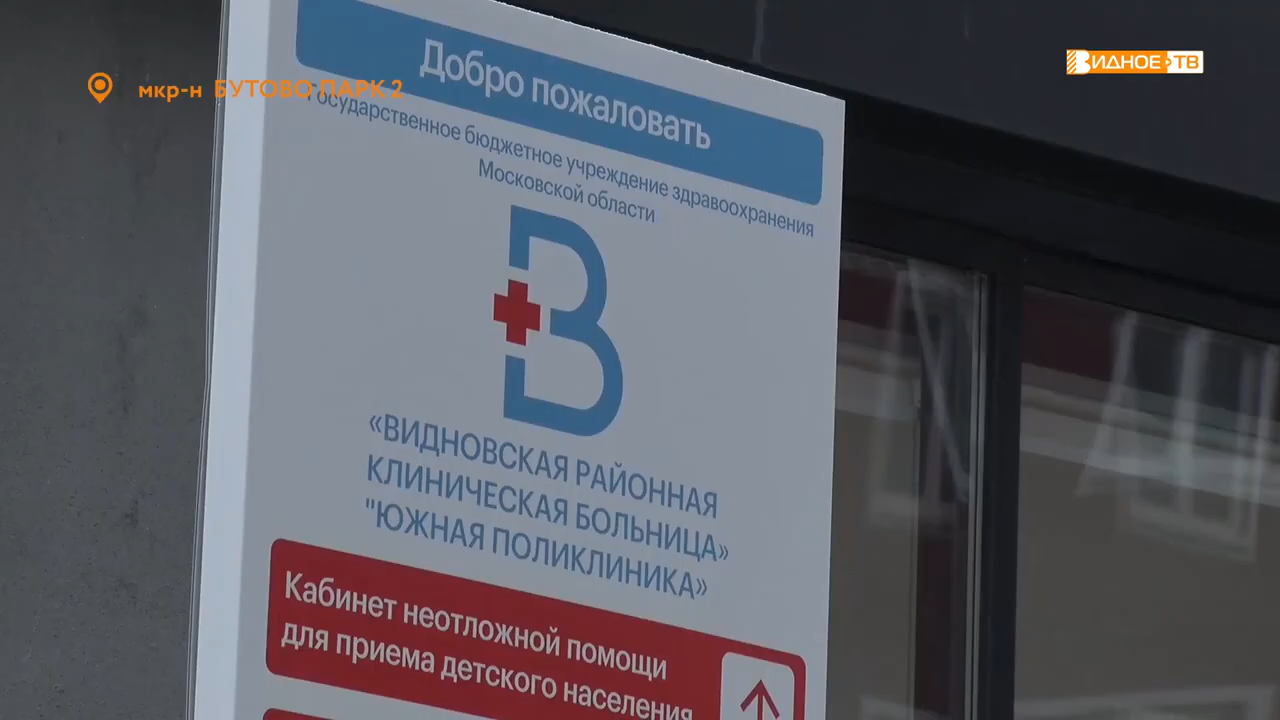 мкр-н БУТОВО ПАРК 2
ВИДНОЕ ТВ
Добро пожаловать
Государственное бюджетное учреждение здравоохранения
Московской области
В
«ВИДНОВСКАЯ РАЙОННАЯ
КЛИНИЧЕСКАЯ БОЛЬНИЦА»
"ЮЖНАЯ ПОЛИКЛИНИКА»
Кабинет неотложной помощи
для приема детского населения